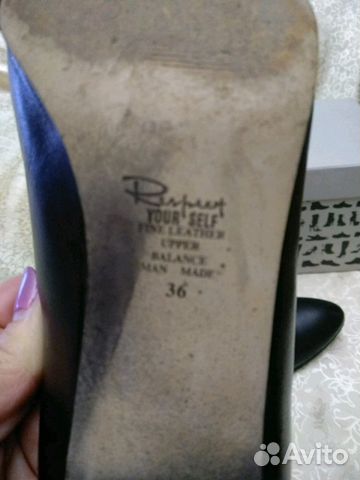 Respect
YOUR SELF
FINE LEATHER
UPPER
BALANCE
MAN MADE
36
Avito